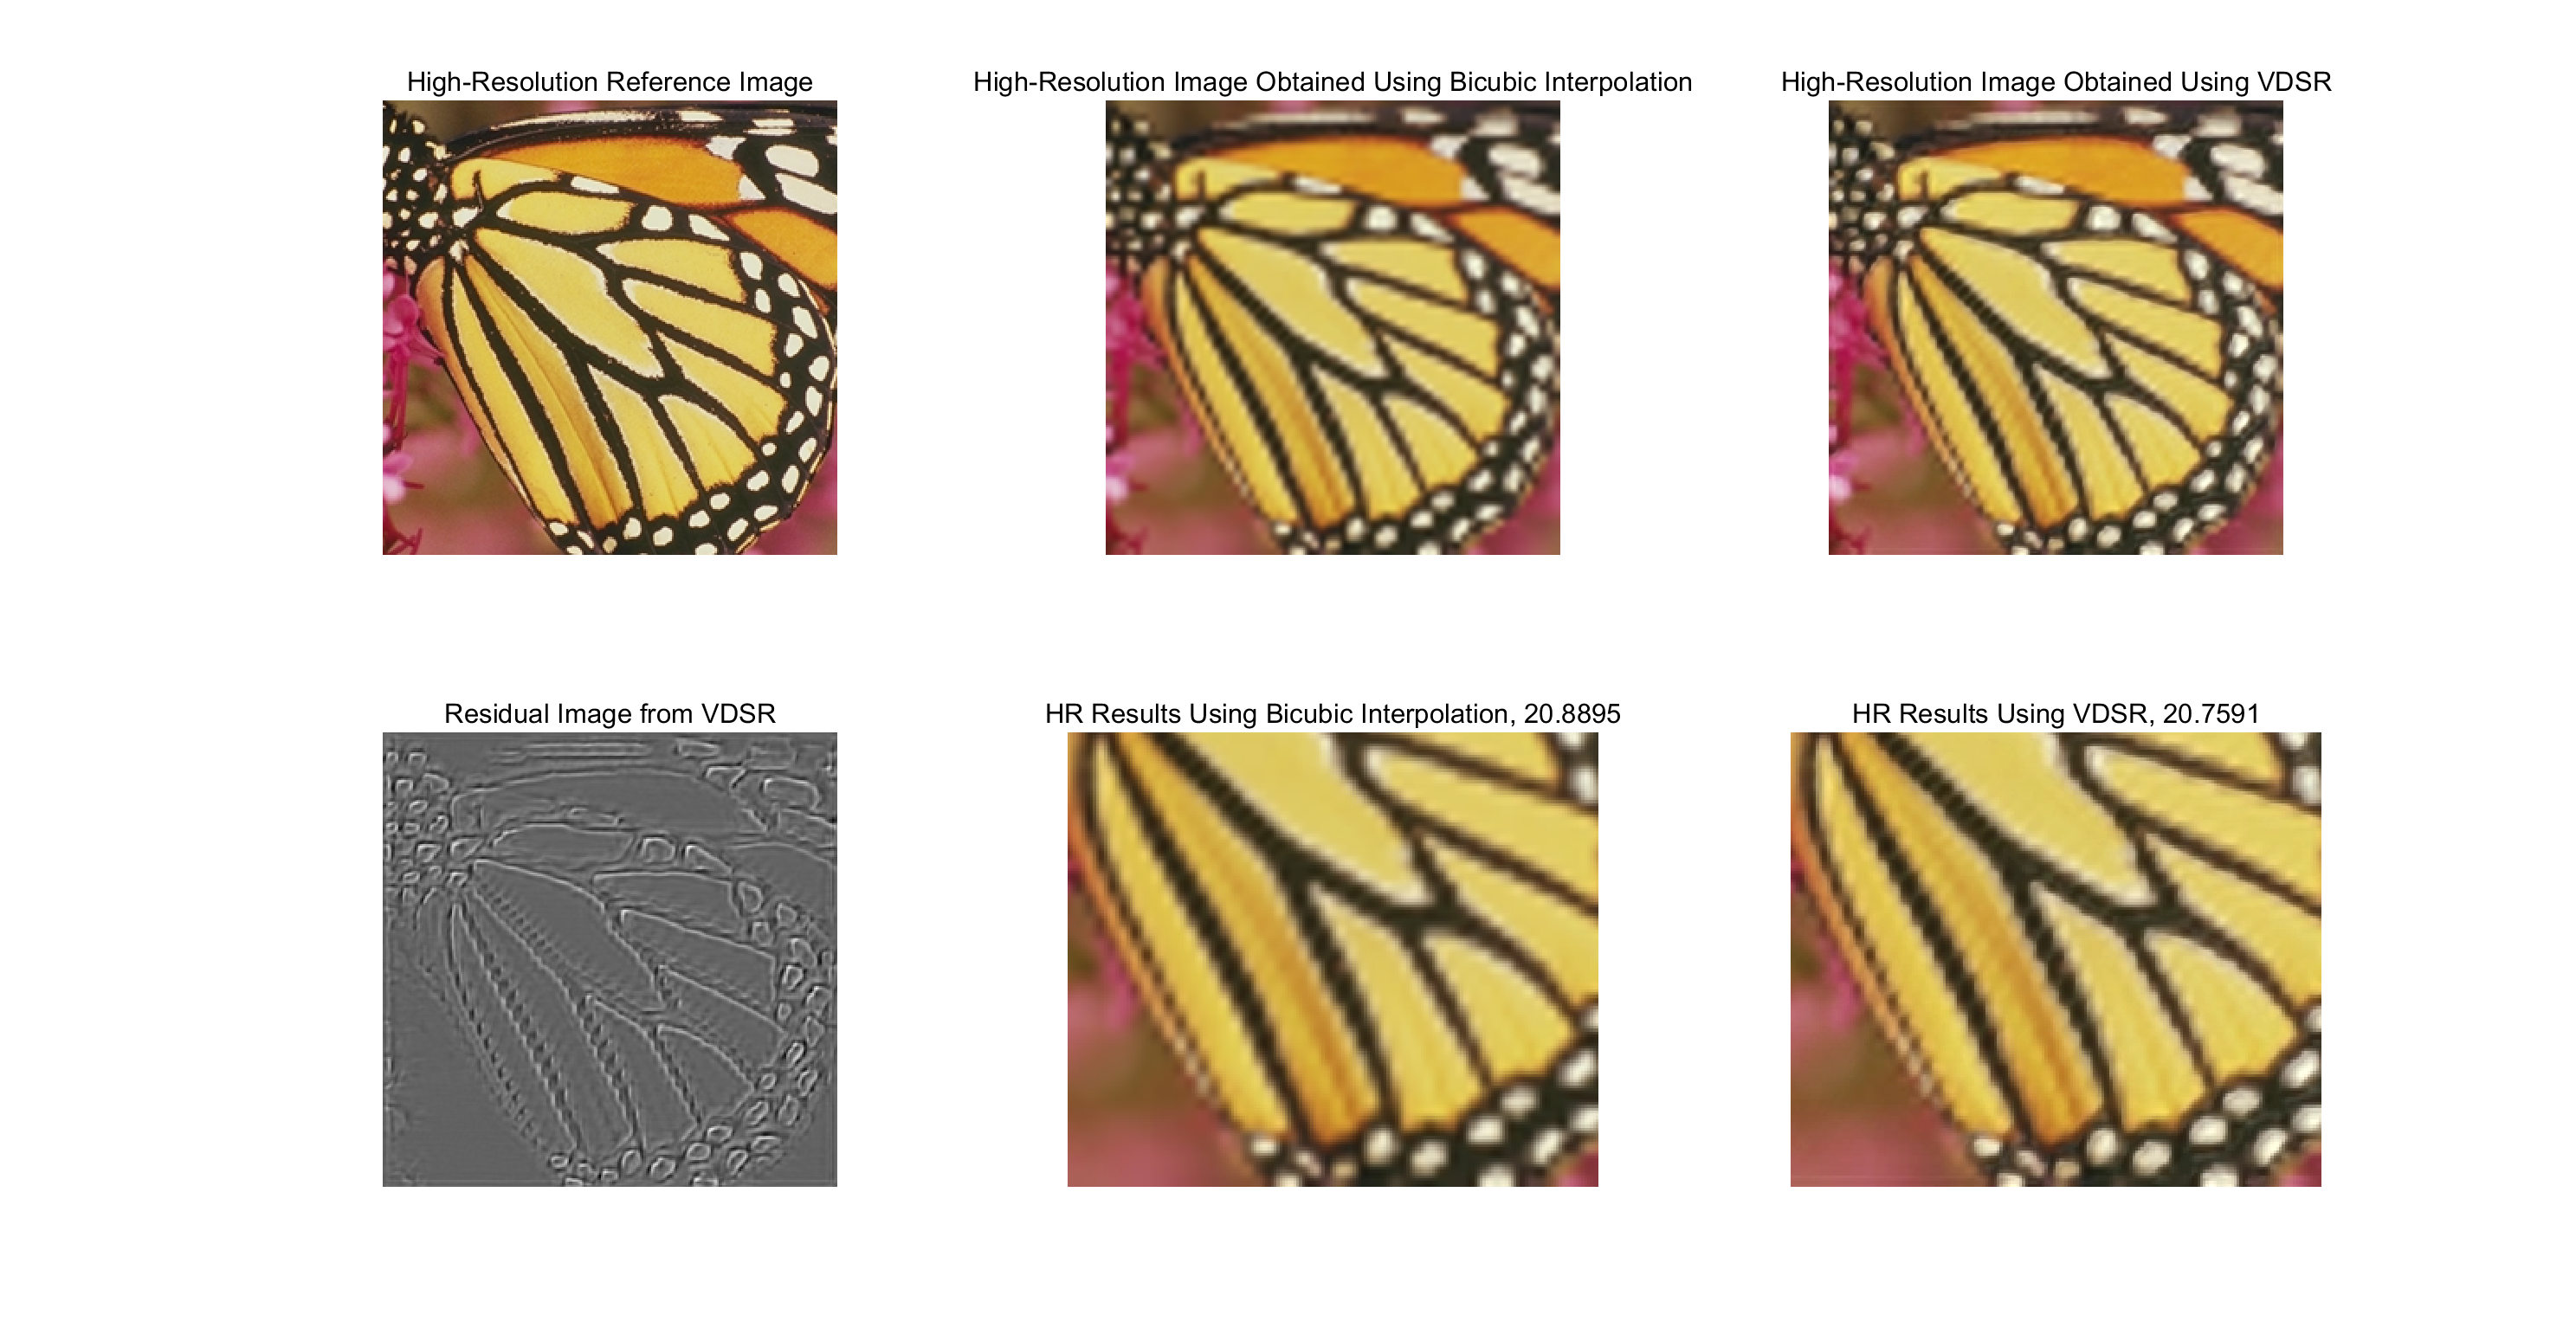 High-Resolution Reference Image
High-Resolution Image Obtained Using Bicubic Interpolation
High-Resolution Image Obtained Using VDSR
Residual Image from VDSR
HR Results Using Bicubic Interpolation, 20.8895
HR Results Using VDSR, 20.7591